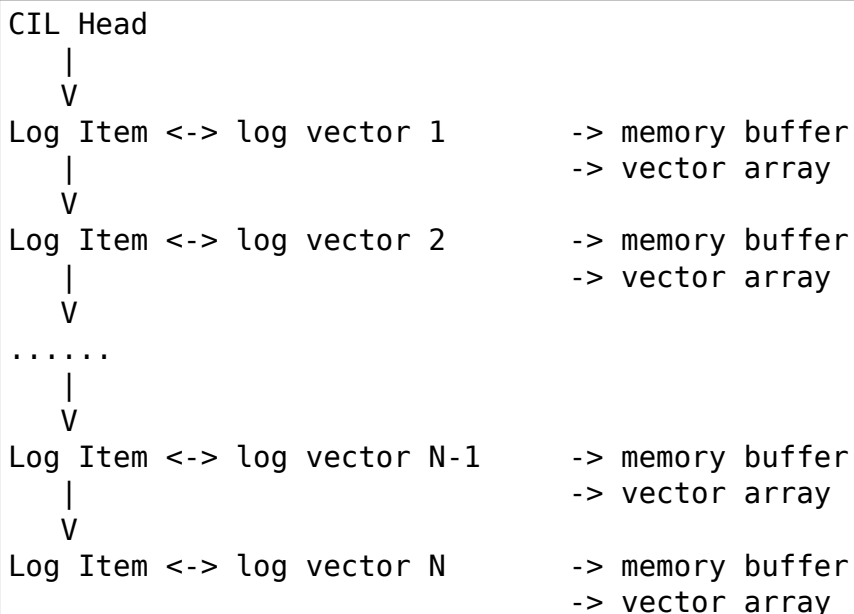 CIL Head
   |
   V
Log Item <-> log vector 1       -> memory buffer
   |                             -> vector array
   V
Log Item <-> log vector 2       -> memory buffer
   |                             -> vector array
   V
......
   |
   V
Log Item <-> log vector N-1     -> memory buffer
   |                             -> vector array
   V
Log Item <-> log vector N       -> memory buffer
                                 -> vector array